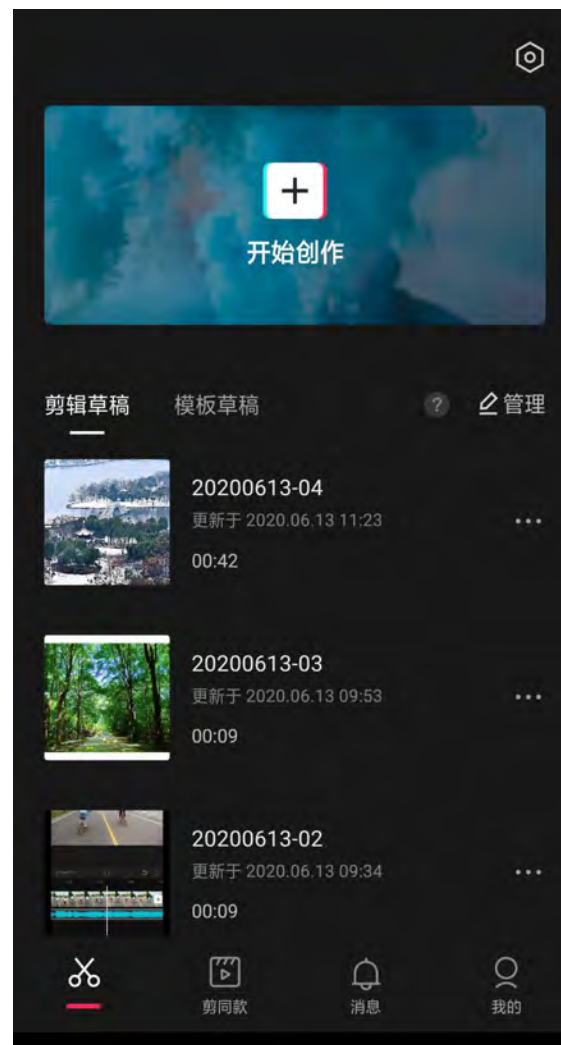 开始创作
剪辑草稿 模板草稿 ? 管理
20200613-04
更新于 2020.06.13 11:23
00:42
20200613-03
更新于 2020.06.13 09:53
00:09
20200613-02
更新于 2020.06.13 09:34
00:09
剪同款 消息 我的